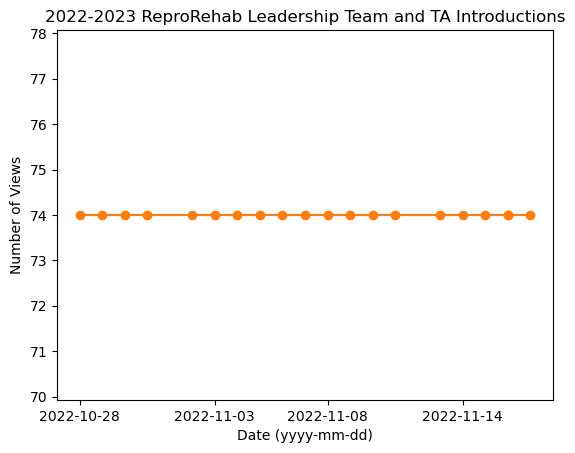 2022-2023 ReproRehab Leadership Team and TA Introductions
78
77
76
75
74
73
72
71
70
Number of Views
2022-10-28 2022-11-03 2022-11-08 2022-11-14
Date (yyyy-mm-dd)